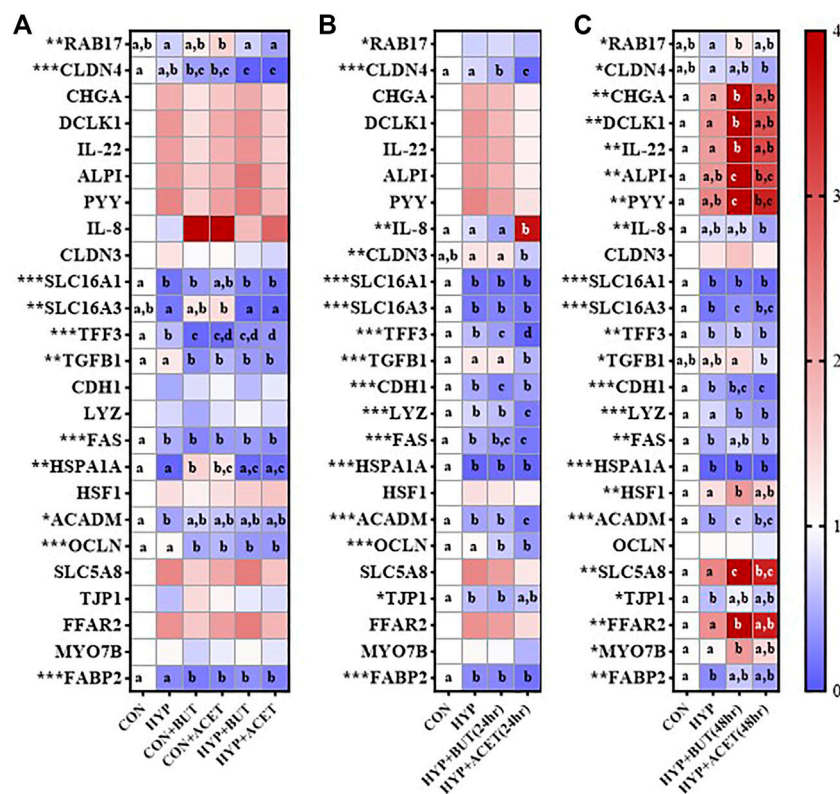 A B C
**RAB17 a,b a a,b b a a *RAB17 *RAB17 a,b a b a,b 4
***CLDN4 a a,b b,c b,c c c ***CLDN4 a a b c *CLDN4 a,b a a,b b
CHGA CHGA **CHGA a a b a,b
DCLK1 DCLK1 **DCLK1 a a b a,b
IL-22 IL-22 **IL-22 a a b a,b
ALPI ALPI **ALPI a a,b c b,c
PYY PYY **PYY a a,b c b,c 3
IL-8 **IL-8 a a a b **IL-8 a a,b a,b b
CLDN3 **CLDN3 a,b a a b CLDN3
***SLC16A1 a b b a,b b b ***SLC16A1 a b b b ***SLC16A1 a b b b
**SLC16A3 a,b a a,b b a a ***SLC16A3 a b b b ***SLC16A3 a b c b,c
***TFF3 a b c c,d c,d d ***TFF3 a b c d **TFF3 a b b b
**TGFB1 a a b b b b ***TGFB1 a a a b *TGFB1 a,b a,b a b 2
CDH1 ***CDH1 a b c b ***CDH1 a b b,c c
LYZ ***LYZ a b b c ***LYZ a a b b
***FAS a b b b b b ***FAS a b b,c c **FAS a b a,b b
**HSPA1A a a b b,c a,c a,c ***HSPA1A a b b b ***HSPA1A a b b b
HSF1 HSF1 **HSF1 a a b a,b
*ACADM a b a,b a,b a,b a,b ***ACADM a b b c ***ACADM a b c b,c 1
***OCLN a a b b b b ***OCLN a a b b OCLN
SLC5A8 SLC5A8 **SLC5A8 a a c b,c
TJP1 *TJP1 a b b a,b *TJP1 a b a,b a,b
FFAR2 FFAR2 **FFAR2 a a b a,b
MYO7B MYO7B *MYO7B a a b a,b
***FABP2 a a b b b b ***FABP2 a b b b **FABP2 a b a,b a,b 0
CON HYP CON+BUT CON+ACET HYP+BUT HYP+ACET CON HYP HYP+BUT(24hr) HYP+ACET(24hr) CON HYP HYP+BUT(48hr) HYP+ACET(48hr)